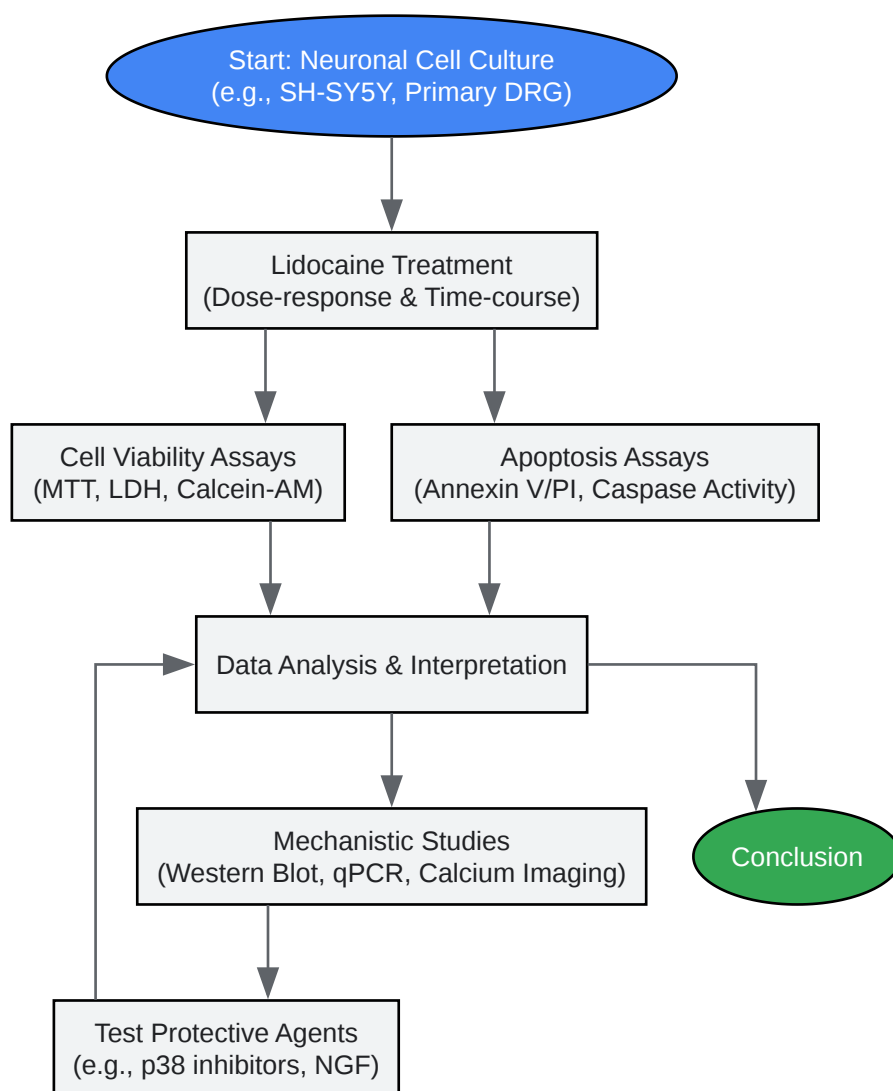 Start: Neuronal Cell Culture
(e.g., SH-SY5Y, Primary DRG)
Lidocaine Treatment
(Dose-response & Time-course)
Cell Viability Assays
(MTT, LDH, Calcein-AM)
Apoptosis Assays
(Annexin V/PI, Caspase Activity)
Data Analysis & Interpretation
Mechanistic Studies
(Western Blot, qPCR, Calcium Imaging)
Conclusion
Test Protective Agents
(e.g., p38 inhibitors, NGF)